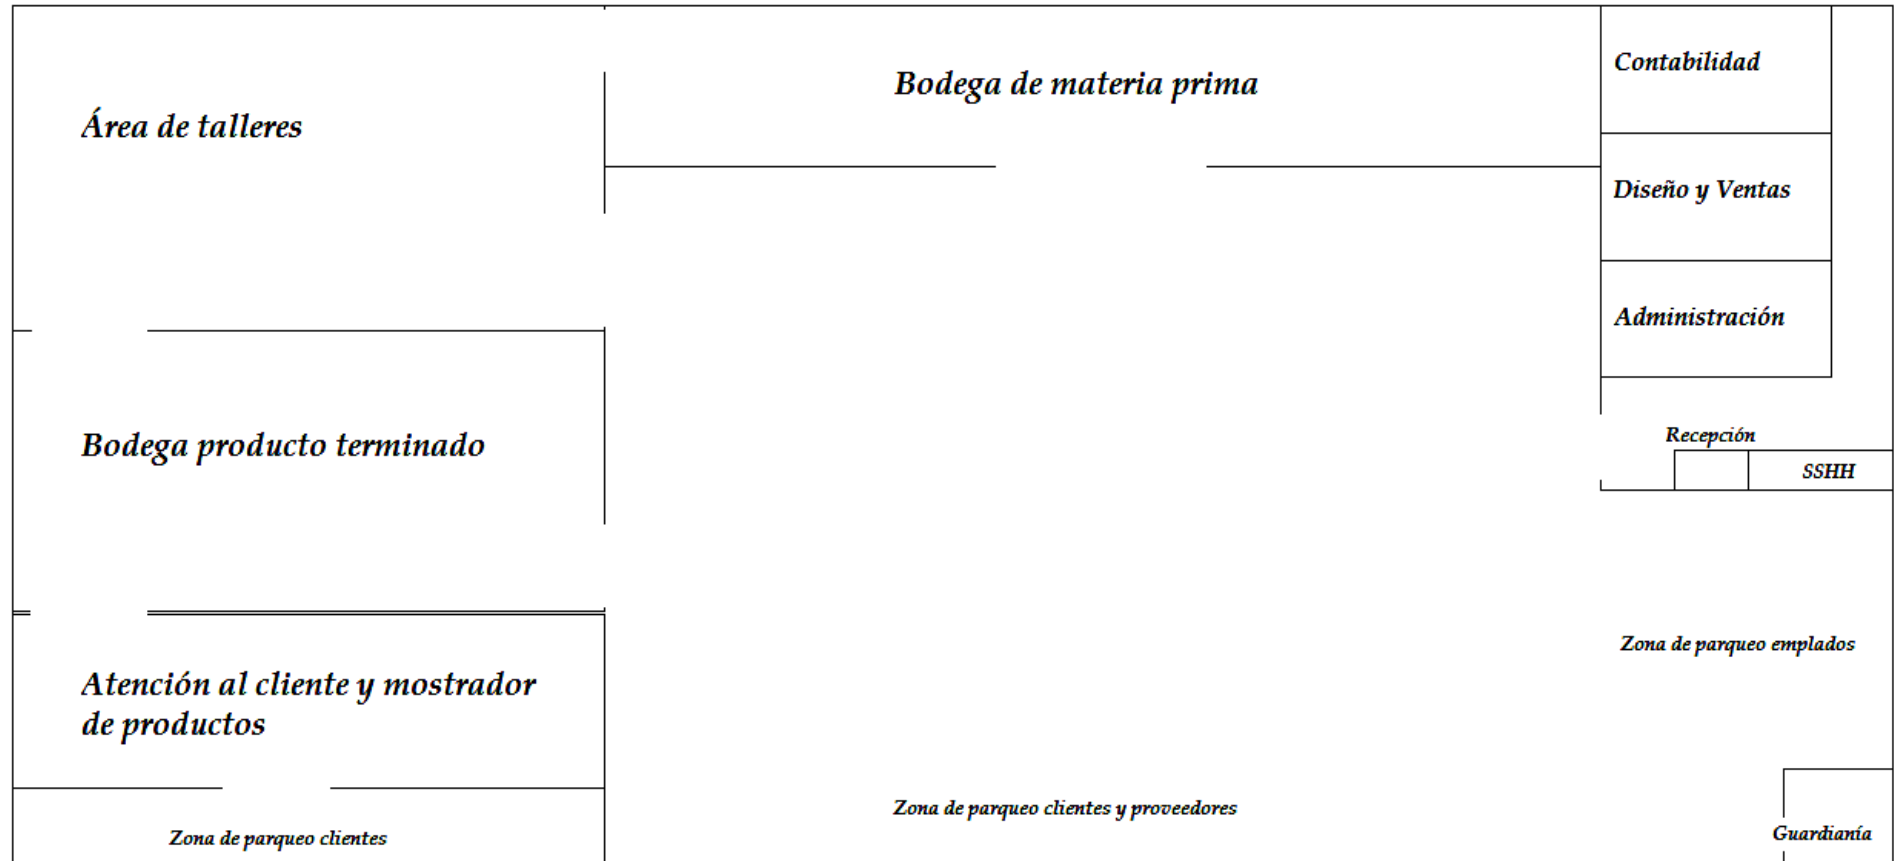 Contabilidad
Bodega de materia prima
Área de talleres
Diseño y Ventas
Administración
Recepción
Bodega producto terminado
SSHH
Zona de parqueo emplados
Atención al cliente y mostrador
de productos
Zona de parqueo clientes y proveedores
Guardianía
Zona de parqueo clientes